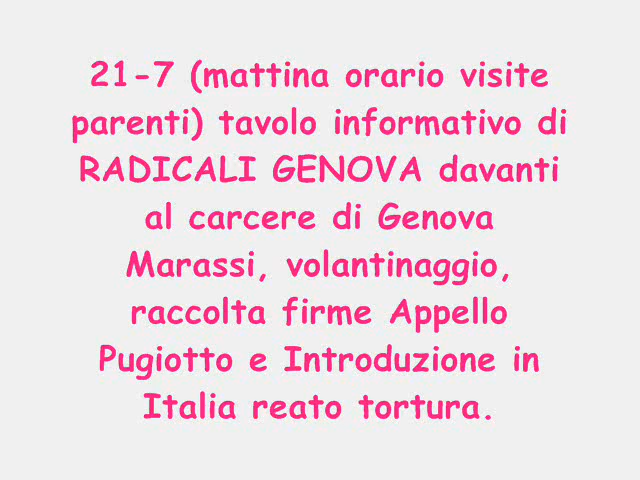 21-7 (mattina orario visite
parenti) tavolo informativo di
RADICALI GENOVA davanti
al carcere di Genova
Marassi, volantinaggio,
raccolta firme Appello
Pugiotto e Introduzione in
Italia reato tortura.